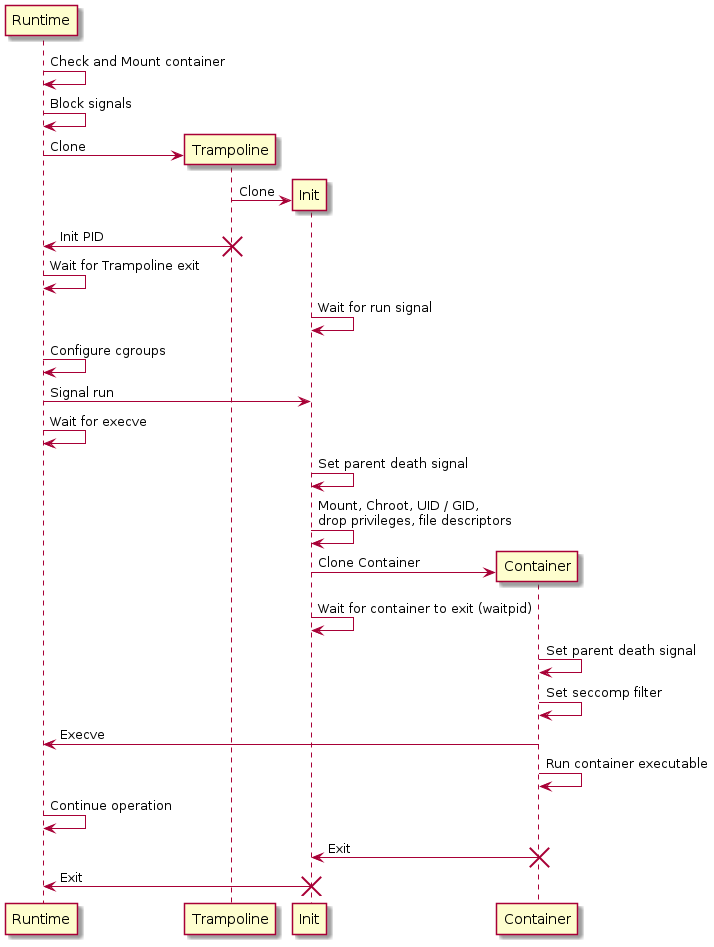 Runtime
Check and Mount container
Block signals
Clone
Trampoline
Clone
Init
Init PID
Wait for Trampoline exit
Wait for run signal
Configure cgroups
Signal run
Wait for execve
Set parent death signal
Mount, Chroot, UID / GID,
drop privileges, file descriptors
Clone Container
Container
Wait for container to exit (waitpid)
Set parent death signal
Set seccomp filter
Execve
Run container executable
Continue operation
Exit
Exit
Runtime
Trampoline
Init
Container